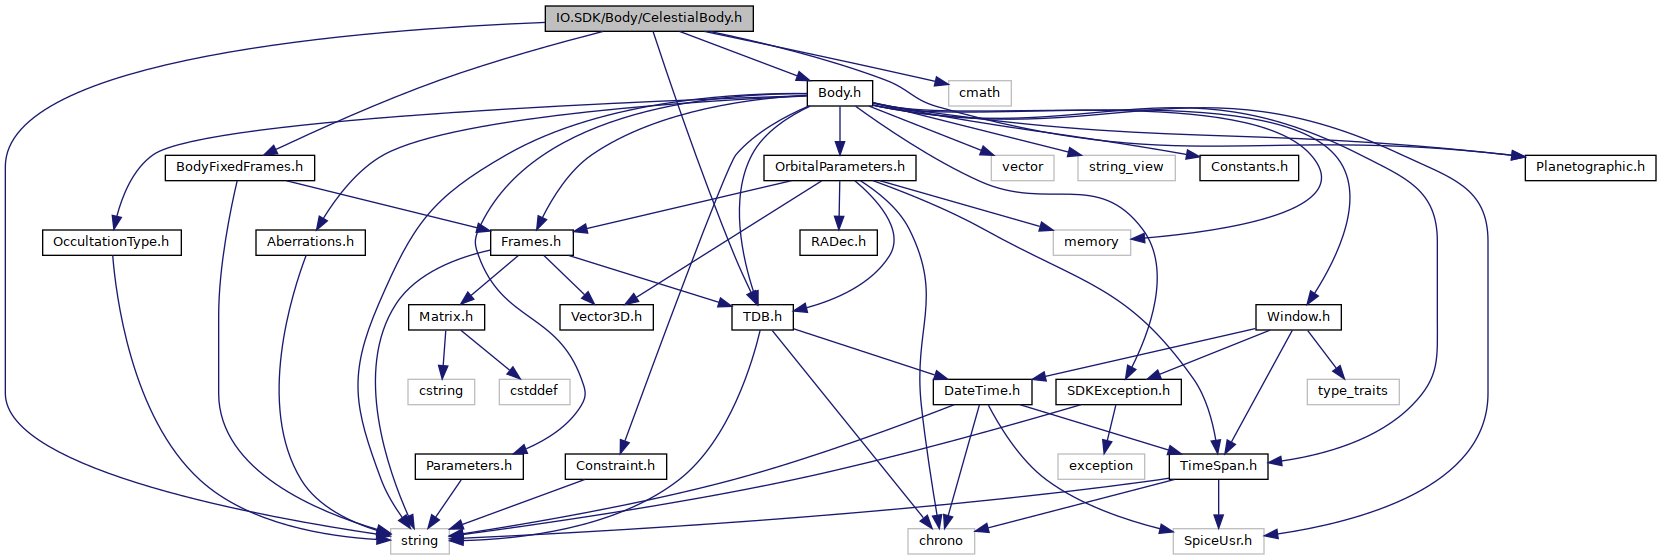 IO.SDK/Body/CelestialBody.h
Body.h
cmath
BodyFixedFrames.h
OrbitalParameters.h
vector
string_view
Constants.h
Planetographic.h
OccultationType.h
Aberrations.h
Frames.h
RADec.h
memory
Matrix.h
Vector3D.h
TDB.h
Window.h
cstring
cstddef
DateTime.h
SDKException.h
type_traits
Parameters.h
Constraint.h
exception
TimeSpan.h
string
chrono
SpiceUsr.h